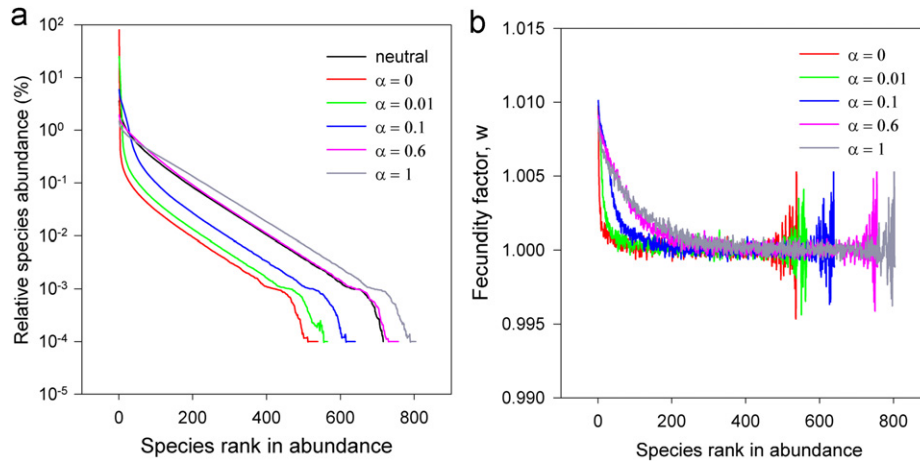 a
10²
10¹
10⁰
10⁻¹
10⁻²
10⁻³
10⁻⁴
10⁻⁵
Relative species abundance (%)
neutral
α = 0
α = 0.01
α = 0.1
α = 0.6
α = 1
0 200 400 600 800
Species rank in abundance
b
1.015
1.010
1.005
1.000
0.995
0.990
Fecundity factor, w
α = 0
α = 0.01
α = 0.1
α = 0.6
α = 1
0 200 400 600 800
Species rank in abundance